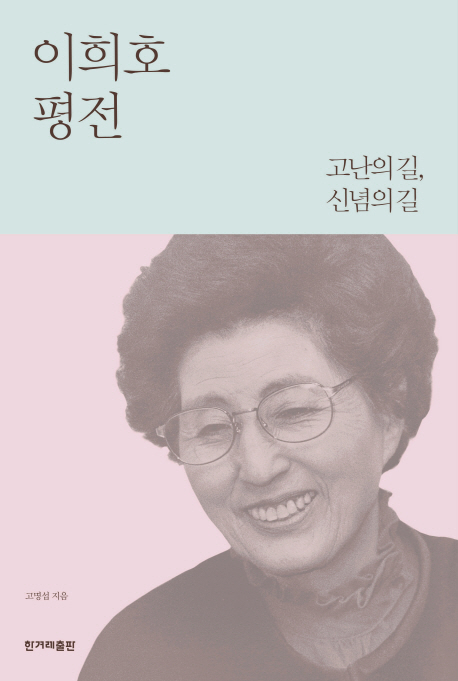 이희호
평전
고난의 길,
신념의 길
고명섭 지음
한겨레출판